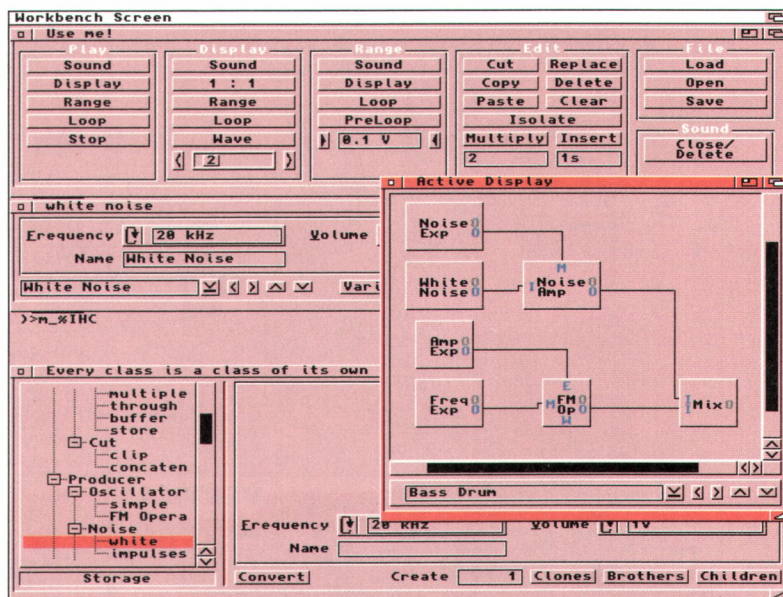 Workbench Screen
Use me!
Play
Sound
Display
Range
Loop
Stop
Display
Sound
1 : 1
Range
Loop
Wave
2
Range
Sound
Display
Loop
PreLoop
0.1 V
Edit
Cut Replace
Copy Delete
Paste Clear
Isolate
Multiply Insert
2 1s
File
Load
Open
Save
Sound
Close/
Delete
white noise
Frequency 20 kHz Volume
Name White Noise
White Noise Vari
>>m_%IHC
Active Display
Noise O
Exp O
White O
Noise O
M
I Noise O
Amp O
Amp O
Exp O
Freq O
Exp O
E
M FM O
Op O
W
I
I Mix O
Bass Drum
Every class is a class of its own
multiple
through
buffer
store
Cut
clip
concaten
Producer
Oscillator
simple
FM Opera
Noise
white
impulses
Storage
Frequency 20 kHz Volume 1V
Name
Convert Create 1 Clones Brothers Children